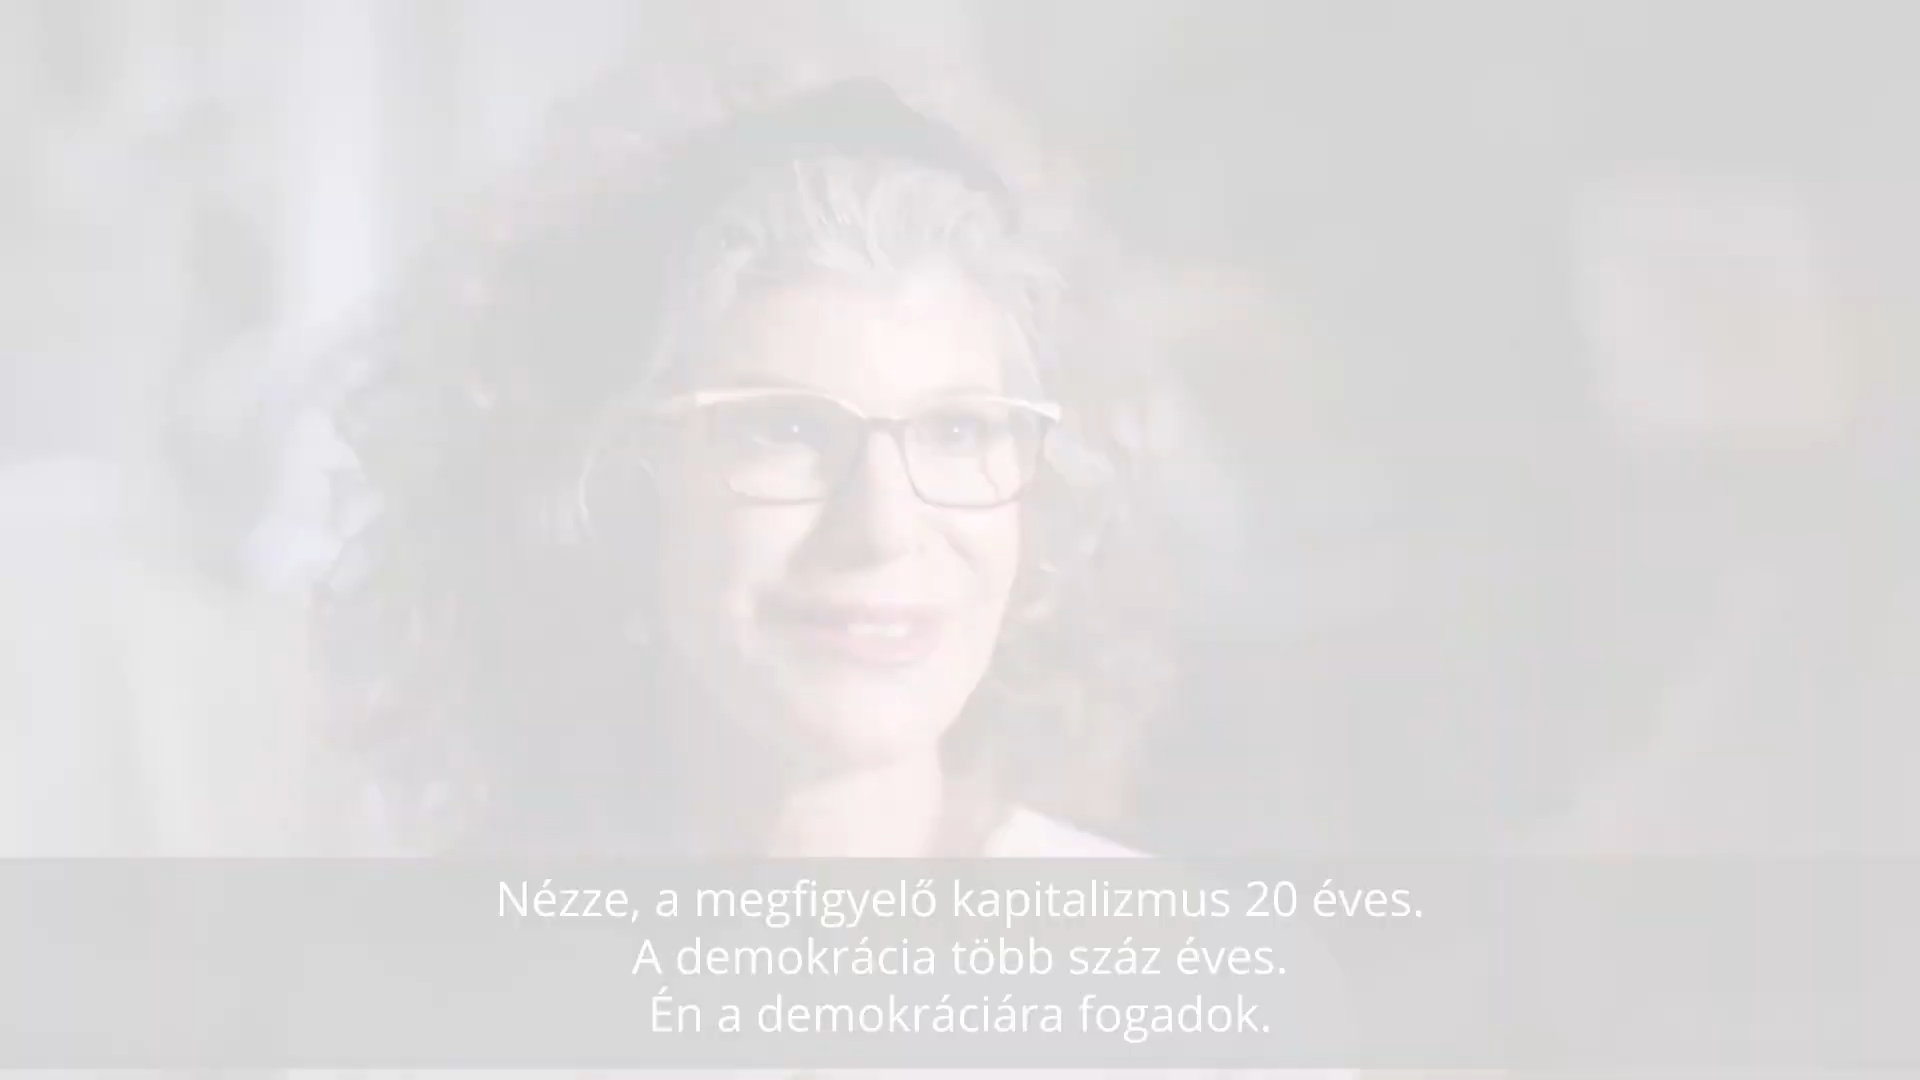 Nézze, a megfigyelő kapitalizmus 20 éves.
A demokrácia több száz éves.
Én a demokráciára fogadok.